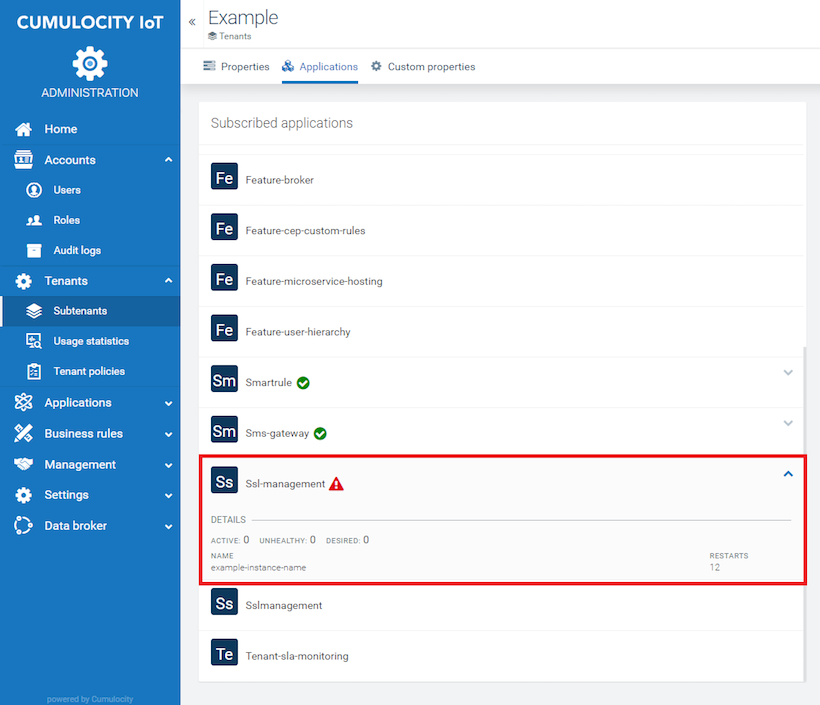 CUMULOCITY IoT
ADMINISTRATION
Home
Accounts
Users
Roles
Audit logs
Tenants
Subtenants
Usage statistics
Tenant policies
Applications
Business rules
Management
Settings
Data broker
powered by Cumulocity
«
Example
Tenants
Properties Applications Custom properties
Subscribed applications
Fe Feature-broker
Fe Feature-cep-custom-rules
Fe Feature-microservice-hosting
Fe Feature-user-hierarchy
Sm Smartrule
Sm Sms-gateway
Ss Ssl-management
DETAILS
ACTIVE: 0 UNHEALTHY: 0 DESIRED: 0
NAME RESTARTS
example-instance-name 12
Ss Sslmanagement
Te Tenant-sla-monitoring